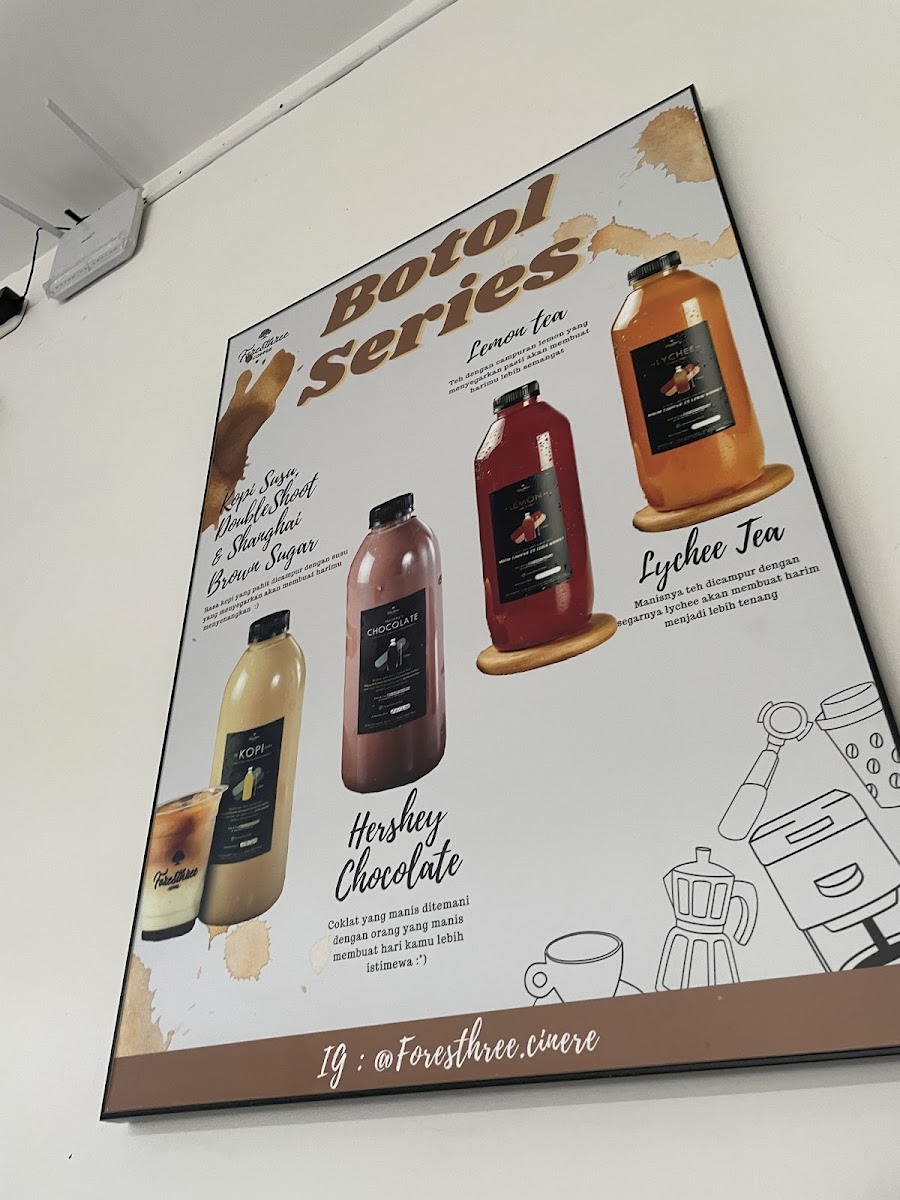 Foresthree
COFFEE
Botol
Series
Lemon tea
Teh dengan campuran lemon yang
menyegarkan pasti akan membuat
harimu lebih semangat
LYCHEE
Kopi Susu,
DoubleShoot
& Shanghai
Brown Sugar
Rasa kopi yang pahit dicampur dengan susu
yang menyegarkan akan membuat harimu
menyenangkan :)
LEMON
Lychee Tea
Manisnya teh dicampur dengan
segarnya lychee akan membuat harim
menjadi lebih tenang
CHOCOLATE
KOPI
Foresthree
Hershey
Chocolate
Coklat yang manis ditemani
dengan orang yang manis
membuat hari kamu lebih
istimewa :")
IG : @Foresthree.cinere